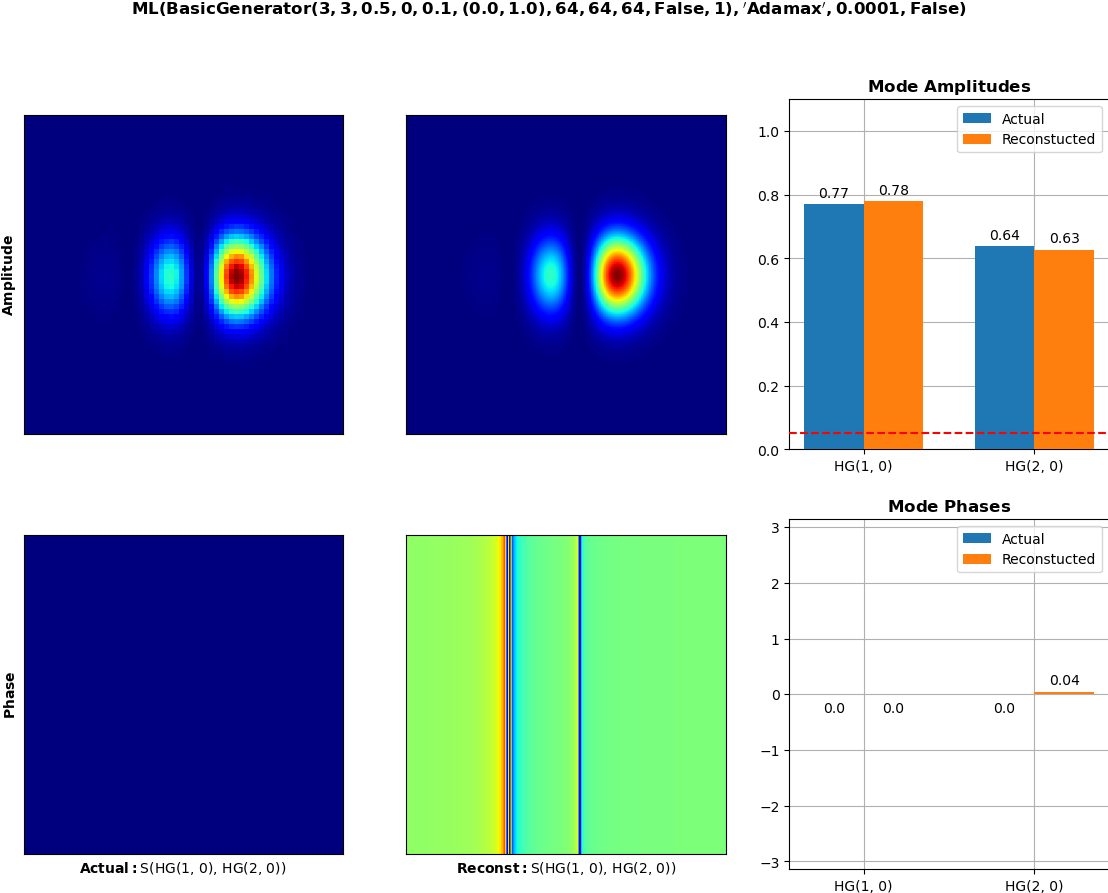 ML(BasicGenerator(3, 3, 0.5, 0, 0.1, (0.0, 1.0), 64, 64, 64, False, 1), ′Adamax′, 0.0001, False)
Amplitude
Mode Amplitudes
Actual
Reconstucted
1.0
0.8
0.6
0.4
0.2
0.0
0.77
0.78
0.64
0.63
HG(1, 0)
HG(2, 0)
Phase
Actual: S(HG(1, 0), HG(2, 0))
Reconst: S(HG(1, 0), HG(2, 0))
Mode Phases
Actual
Reconstucted
3
2
1
0
−1
−2
−3
0.0
0.0
0.0
0.04
HG(1, 0)
HG(2, 0)